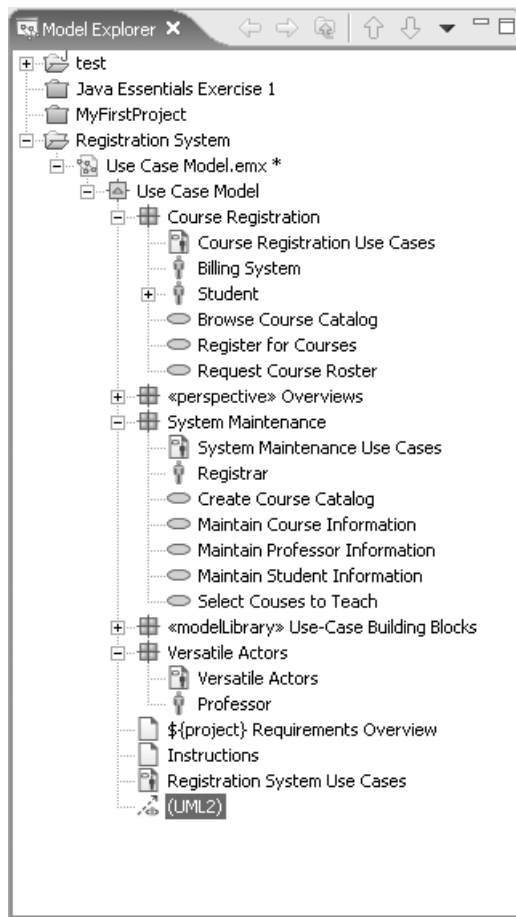 Model Explorer
test
Java Essentials Exercise 1
MyFirstProject
Registration System
Use Case Model.emx *
Use Case Model
Course Registration
Course Registration Use Cases
Billing System
Student
Browse Course Catalog
Register for Courses
Request Course Roster
«perspective» Overviews
System Maintenance
System Maintenance Use Cases
Registrar
Create Course Catalog
Maintain Course Information
Maintain Professor Information
Maintain Student Information
Select Couses to Teach
«modelLibrary» Use-Case Building Blocks
Versatile Actors
Versatile Actors
Professor
${project} Requirements Overview
Instructions
Registration System Use Cases
(UML2)